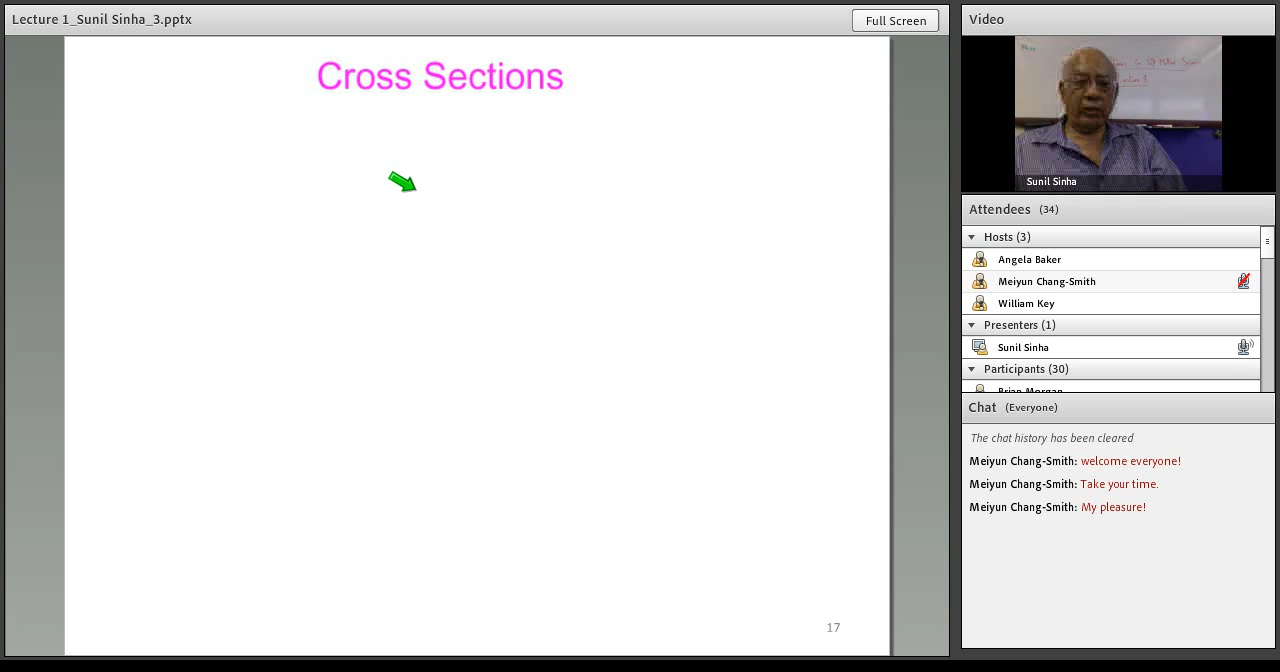 Lecture 1_Sunil Sinha_3.pptx
Full Screen
Cross Sections
17
Video
Sunil Sinha
Attendees (34)
Hosts (3)
Angela Baker
Meiyun Chang-Smith
William Key
Presenters (1)
Sunil Sinha
Participants (30)
Brian Morgan
Chat (Everyone)
The chat history has been cleared
Meiyun Chang-Smith: welcome everyone!
Meiyun Chang-Smith: Take your time.
Meiyun Chang-Smith: My pleasure!